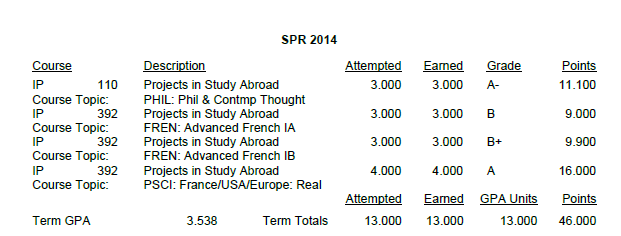 SPR 2014
Course Description Attempted Earned Grade Points
IP 110 Projects in Study Abroad 3.000 3.000 A- 11.100
Course Topic: PHIL: Phil & Contmp Thought
IP 392 Projects in Study Abroad 3.000 3.000 B 9.000
Course Topic: FREN: Advanced French IA
IP 392 Projects in Study Abroad 3.000 3.000 B+ 9.900
Course Topic: FREN: Advanced French IB
IP 392 Projects in Study Abroad 4.000 4.000 A 16.000
Course Topic: PSCI: France/USA/Europe: Real
Attempted Earned GPA Units Points
Term GPA 3.538 Term Totals 13.000 13.000 13.000 46.000